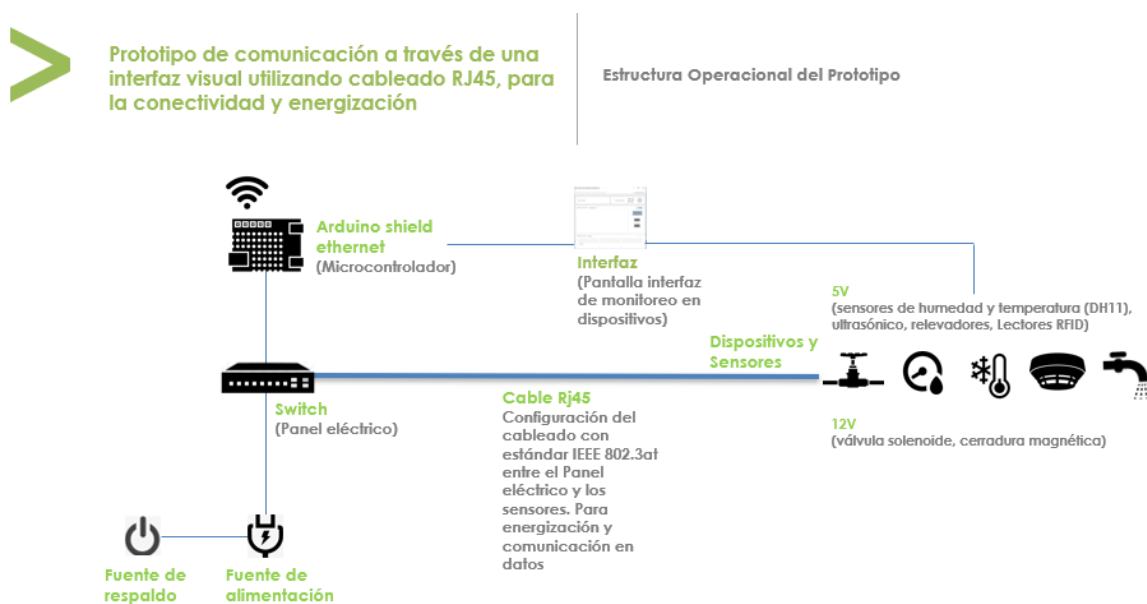 Prototipo de comunicación a través de una
interfaz visual utilizando cableado RJ45, para
la conectividad y energización
Estructura Operacional del Prototipo
Arduino shield
ethernet
(Microcontrolador)
Interfaz
(Pantalla interfaz
de monitoreo en
dispositivos)
5V
(sensores de humedad y temperatura (DH11),
ultrasónico, relevadores, Lectores RFID)
Dispositivos y
Sensores
Switch
(Panel eléctrico)
Cable Rj45
Configuración del
cableado con
estándar IEEE 802.3at
entre el Panel
eléctrico y los
sensores. Para
energización y
comunicación en
datos
12V
(válvula solenoide, cerradura magnética)
Fuente de
respaldo
Fuente de
alimentación